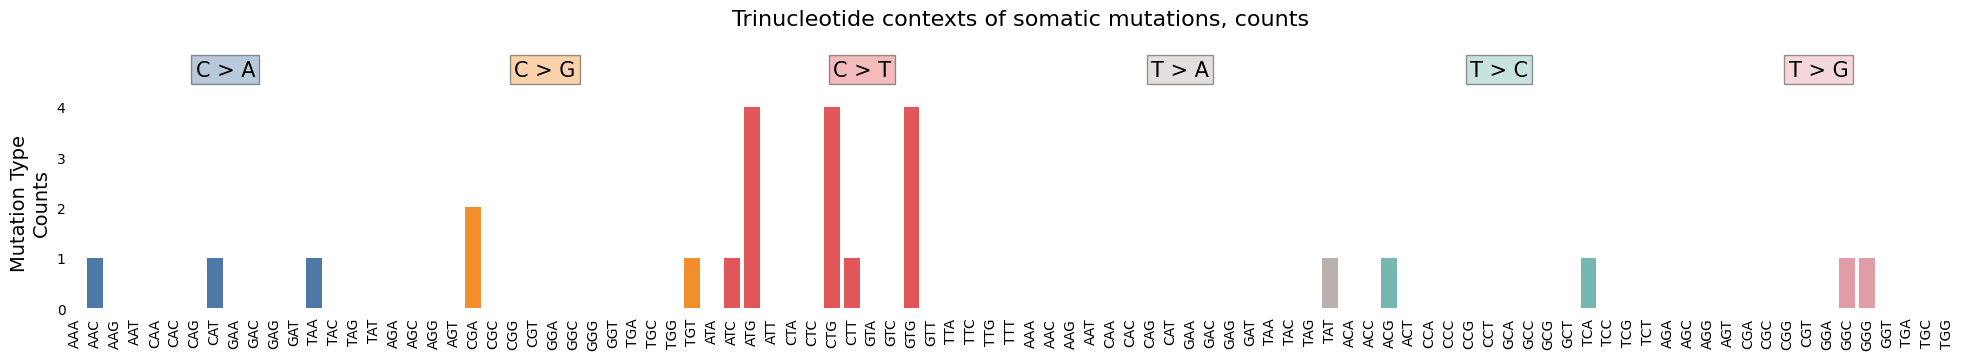 Trinucleotide contexts of somatic mutations, counts
C > A
C > G
C > T
T > A
T > C
T > G
Mutation Type
Counts
4
3
2
1
0
AAA
AAC
AAG
AAT
CAA
CAC
CAG
CAT
GAA
GAC
GAG
GAT
TAA
TAC
TAG
TAT
AGA
AGC
AGG
AGT
CGA
CGC
CGG
CGT
GGA
GGC
GGG
GGT
TGA
TGC
TGG
TGT
ATA
ATC
ATG
ATT
CTA
CTC
CTG
CTT
GTA
GTC
GTG
GTT
TTA
TTC
TTG
TTT
AAA
AAC
AAG
AAT
CAA
CAC
CAG
CAT
GAA
GAC
GAG
GAT
TAA
TAC
TAG
TAT
ACA
ACC
ACG
ACT
CCA
CCC
CCG
CCT
GCA
GCC
GCG
GCT
TCA
TCC
TCG
TCT
AGA
AGC
AGG
AGT
CGA
CGC
CGG
CGT
GGA
GGC
GGG
GGT
TGA
TGC
TGG